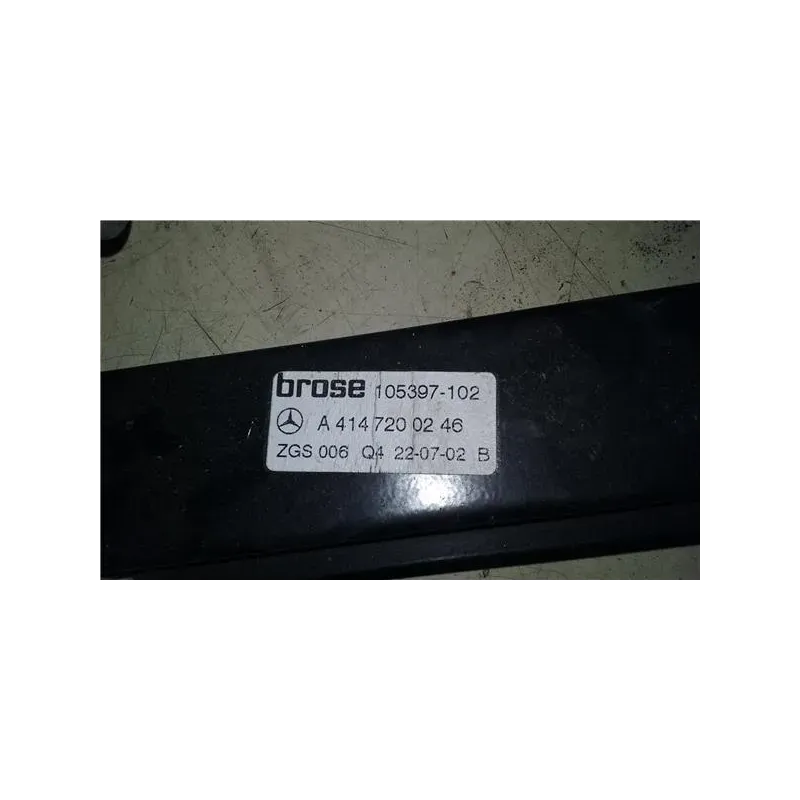 brose 105397-102
A 414 720 02 46
ZGS 006 Q4 22-07-02 B